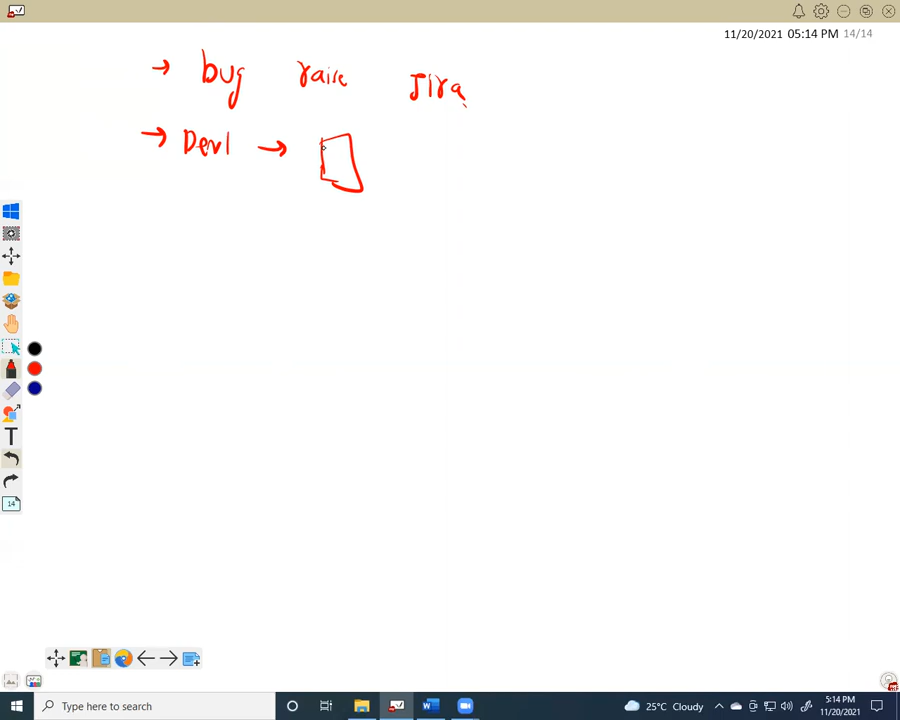 11/20/2021 05:14 PM 14/14
→ bug raise Jira
→ Devl →
T
14
Type here to search
25°C Cloudy
5:14 PM
11/20/2021